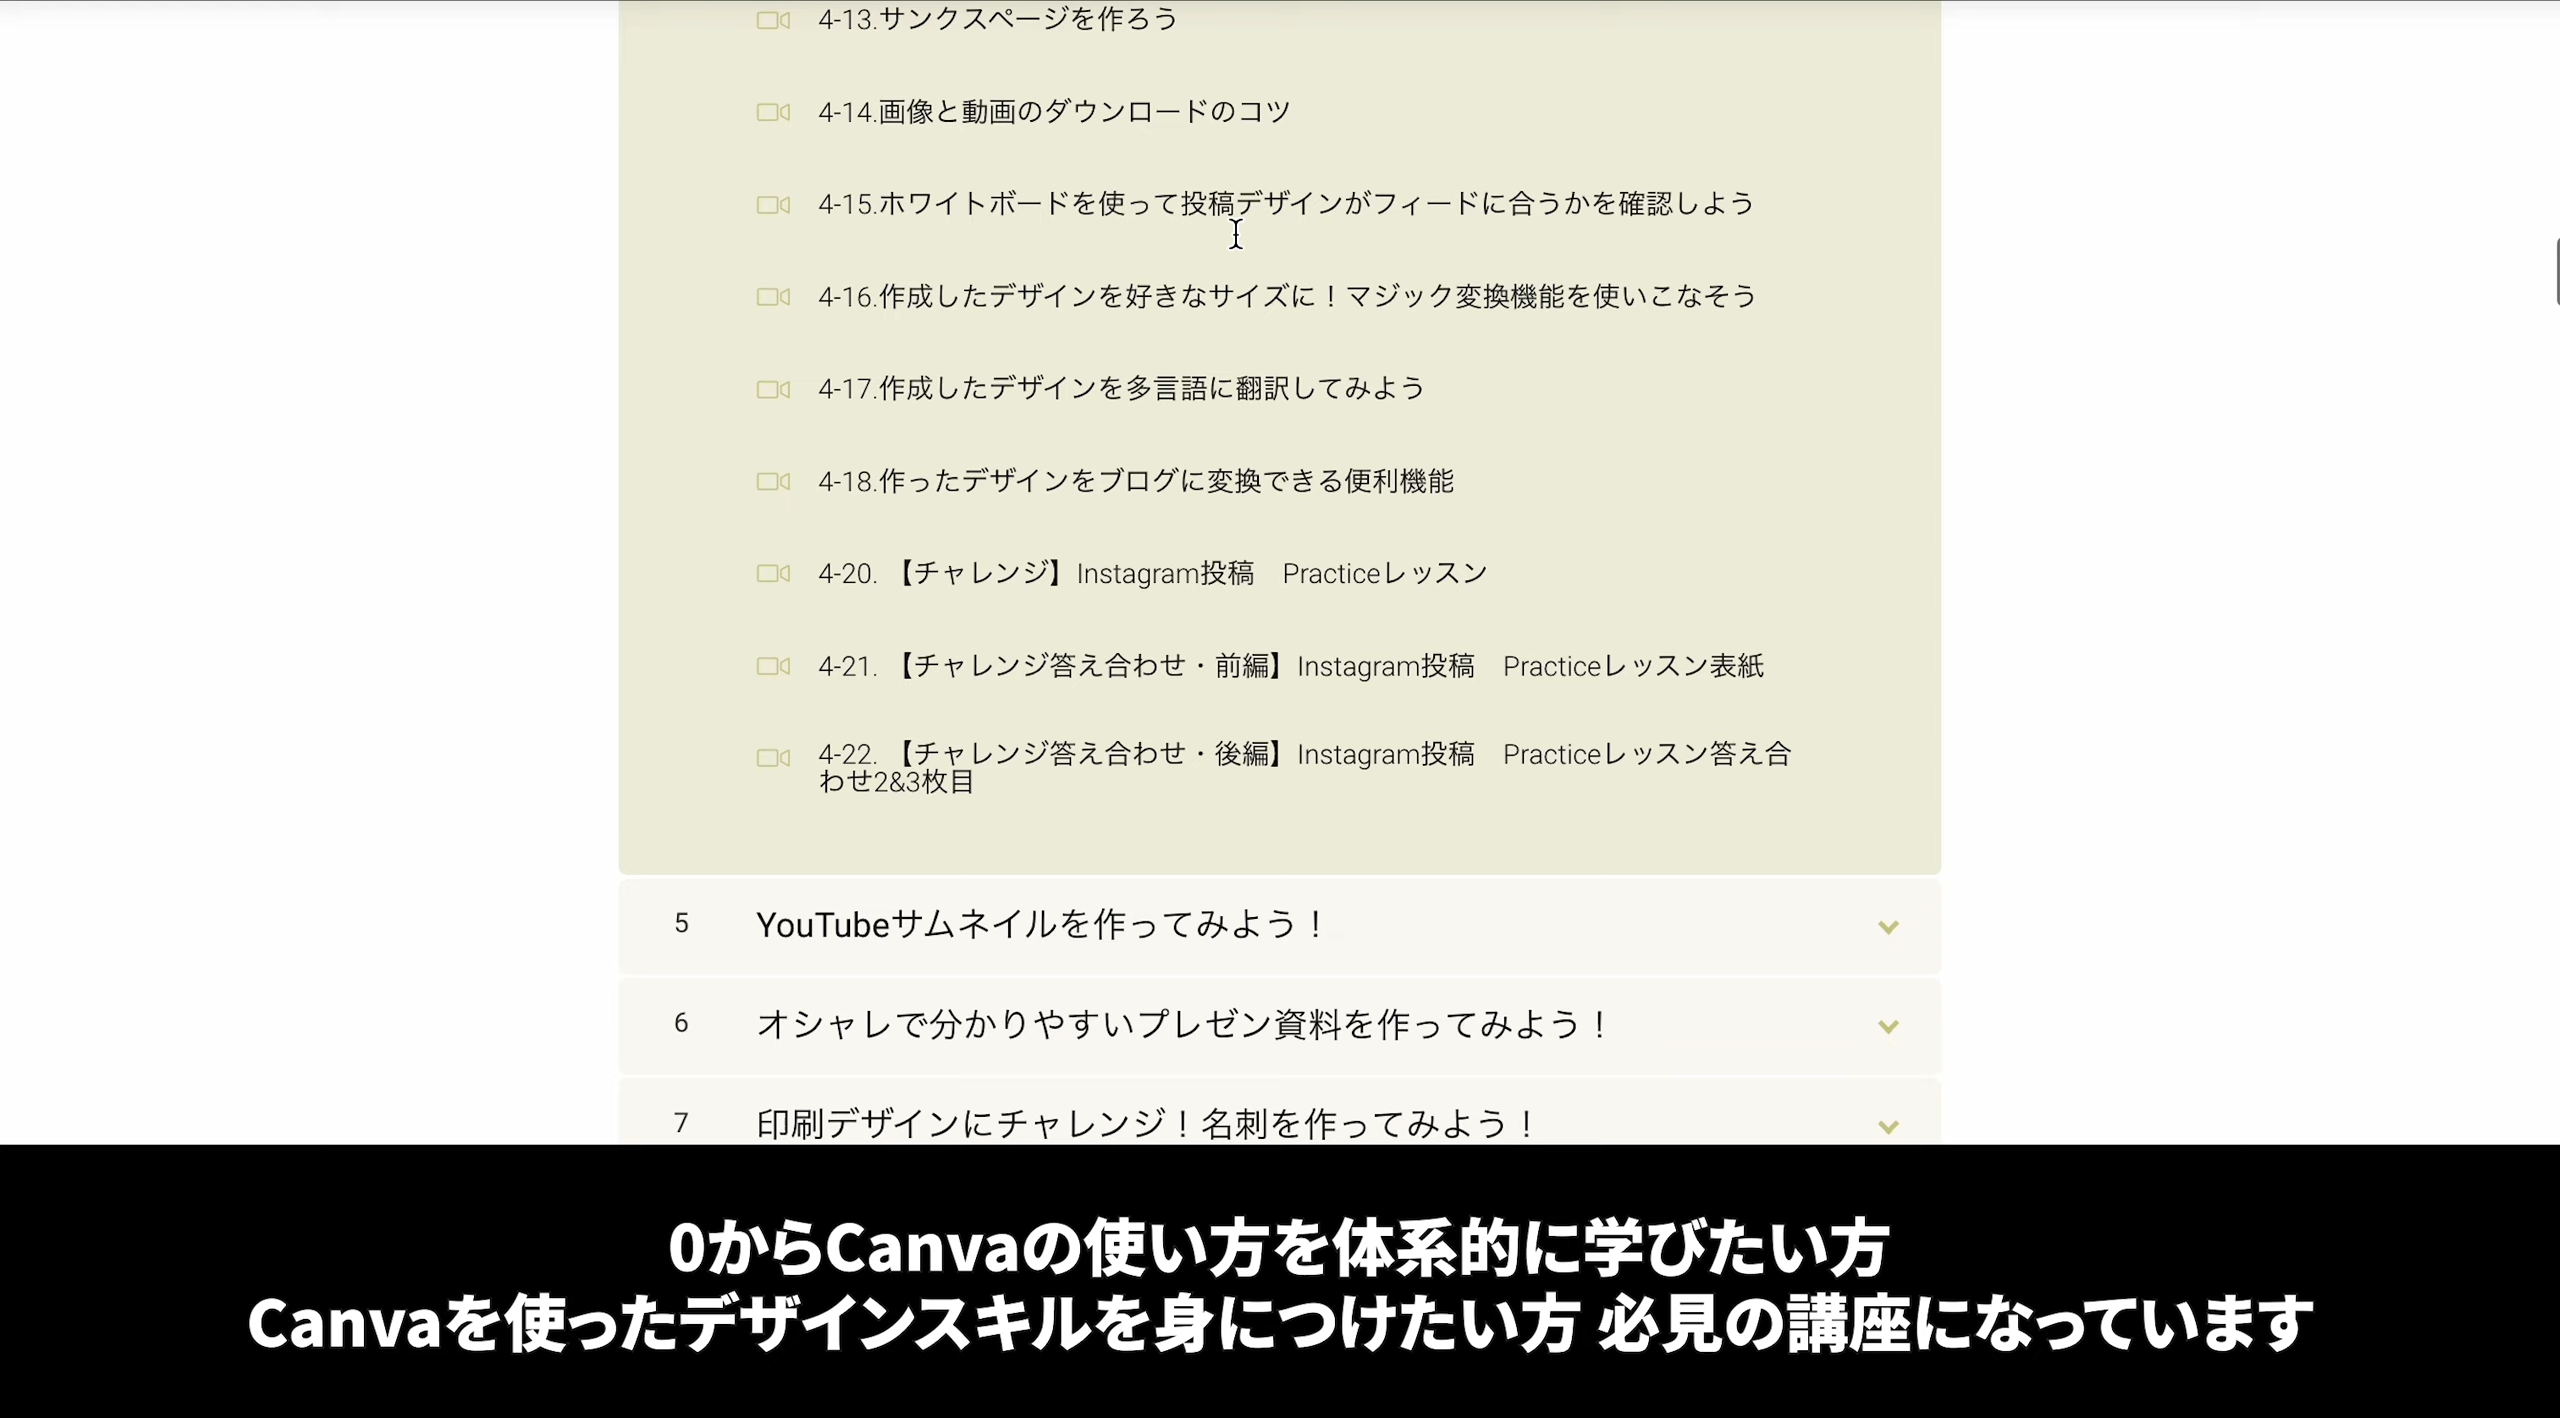 4-13.サンクスページを作ろう
4-14.画像と動画のダウンロードのコツ
4-15.ホワイトボードを使って投稿デザインがフィードに合うかを確認しよう
4-16.作成したデザインを好きなサイズに！マジック変換機能を使いこなそう
4-17.作成したデザインを多言語に翻訳してみよう
4-18.作ったデザインをブログに変換できる便利機能
4-20. 【チャレンジ】Instagram投稿　Practiceレッスン
4-21. 【チャレンジ答え合わせ・前編】Instagram投稿　Practiceレッスン表紙
4-22. 【チャレンジ答え合わせ・後編】Instagram投稿　Practiceレッスン答え合
わせ2&3枚目
5 YouTubeサムネイルを作ってみよう！
6 オシャレで分かりやすいプレゼン資料を作ってみよう！
7 印刷デザインにチャレンジ！名刺を作ってみよう！
0からCanvaの使い方を体系的に学びたい方
Canvaを使ったデザインスキルを身につけたい方 必見の講座になっています